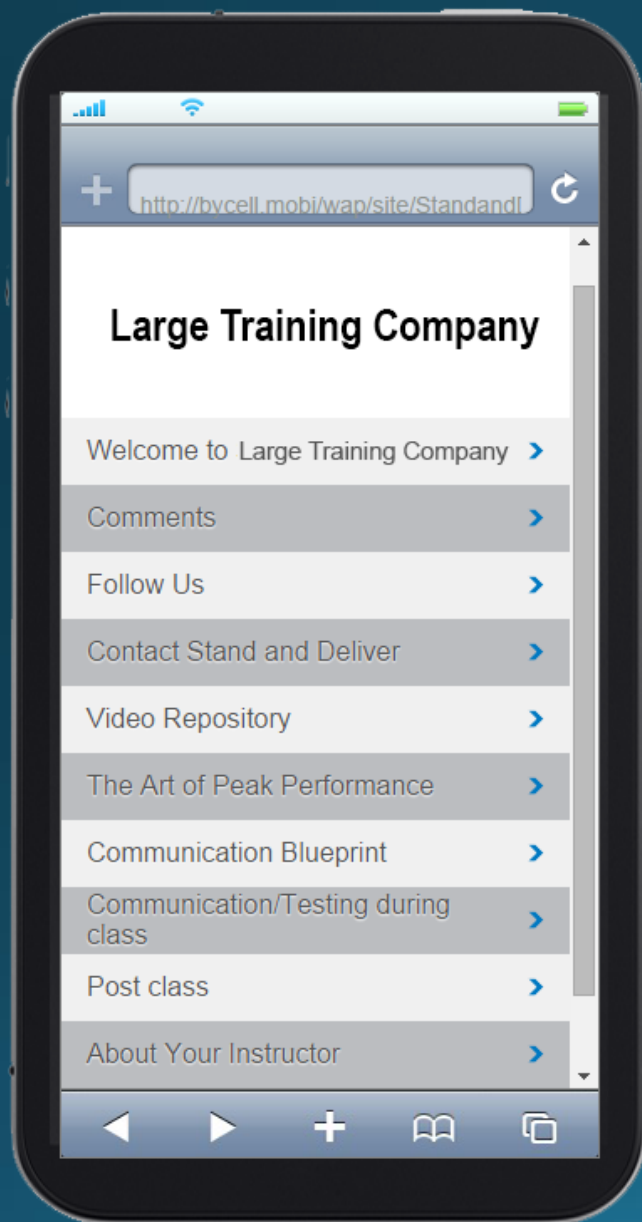 http://bycell.mobi/wap/site/Standand[
Large Training Company
Welcome to Large Training Company
Comments
Follow Us
Contact Stand and Deliver
Video Repository
The Art of Peak Performance
Communication Blueprint
Communication/Testing during
class
Post class
About Your Instructor